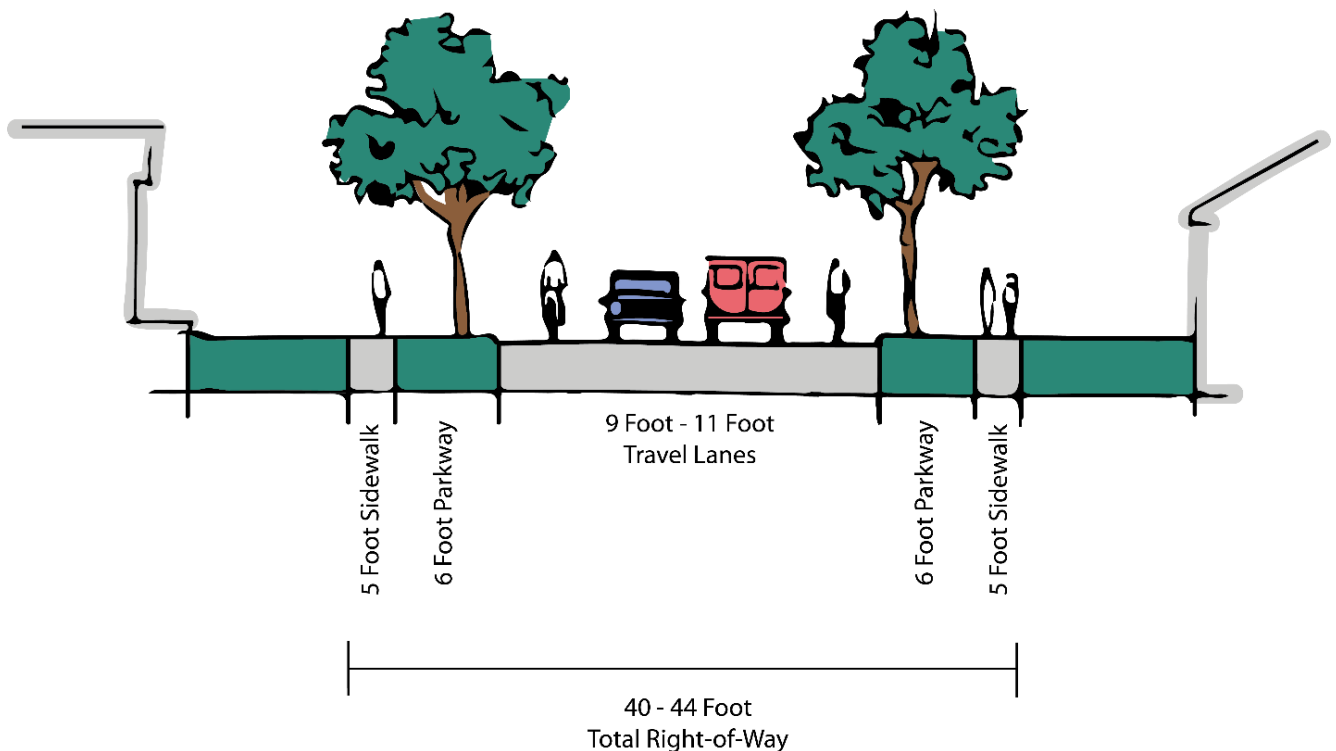 9 Foot - 11 Foot
Travel Lanes
5 Foot Sidewalk
6 Foot Parkway
6 Foot Parkway
5 Foot Sidewalk
40 - 44 Foot
Total Right-of-Way